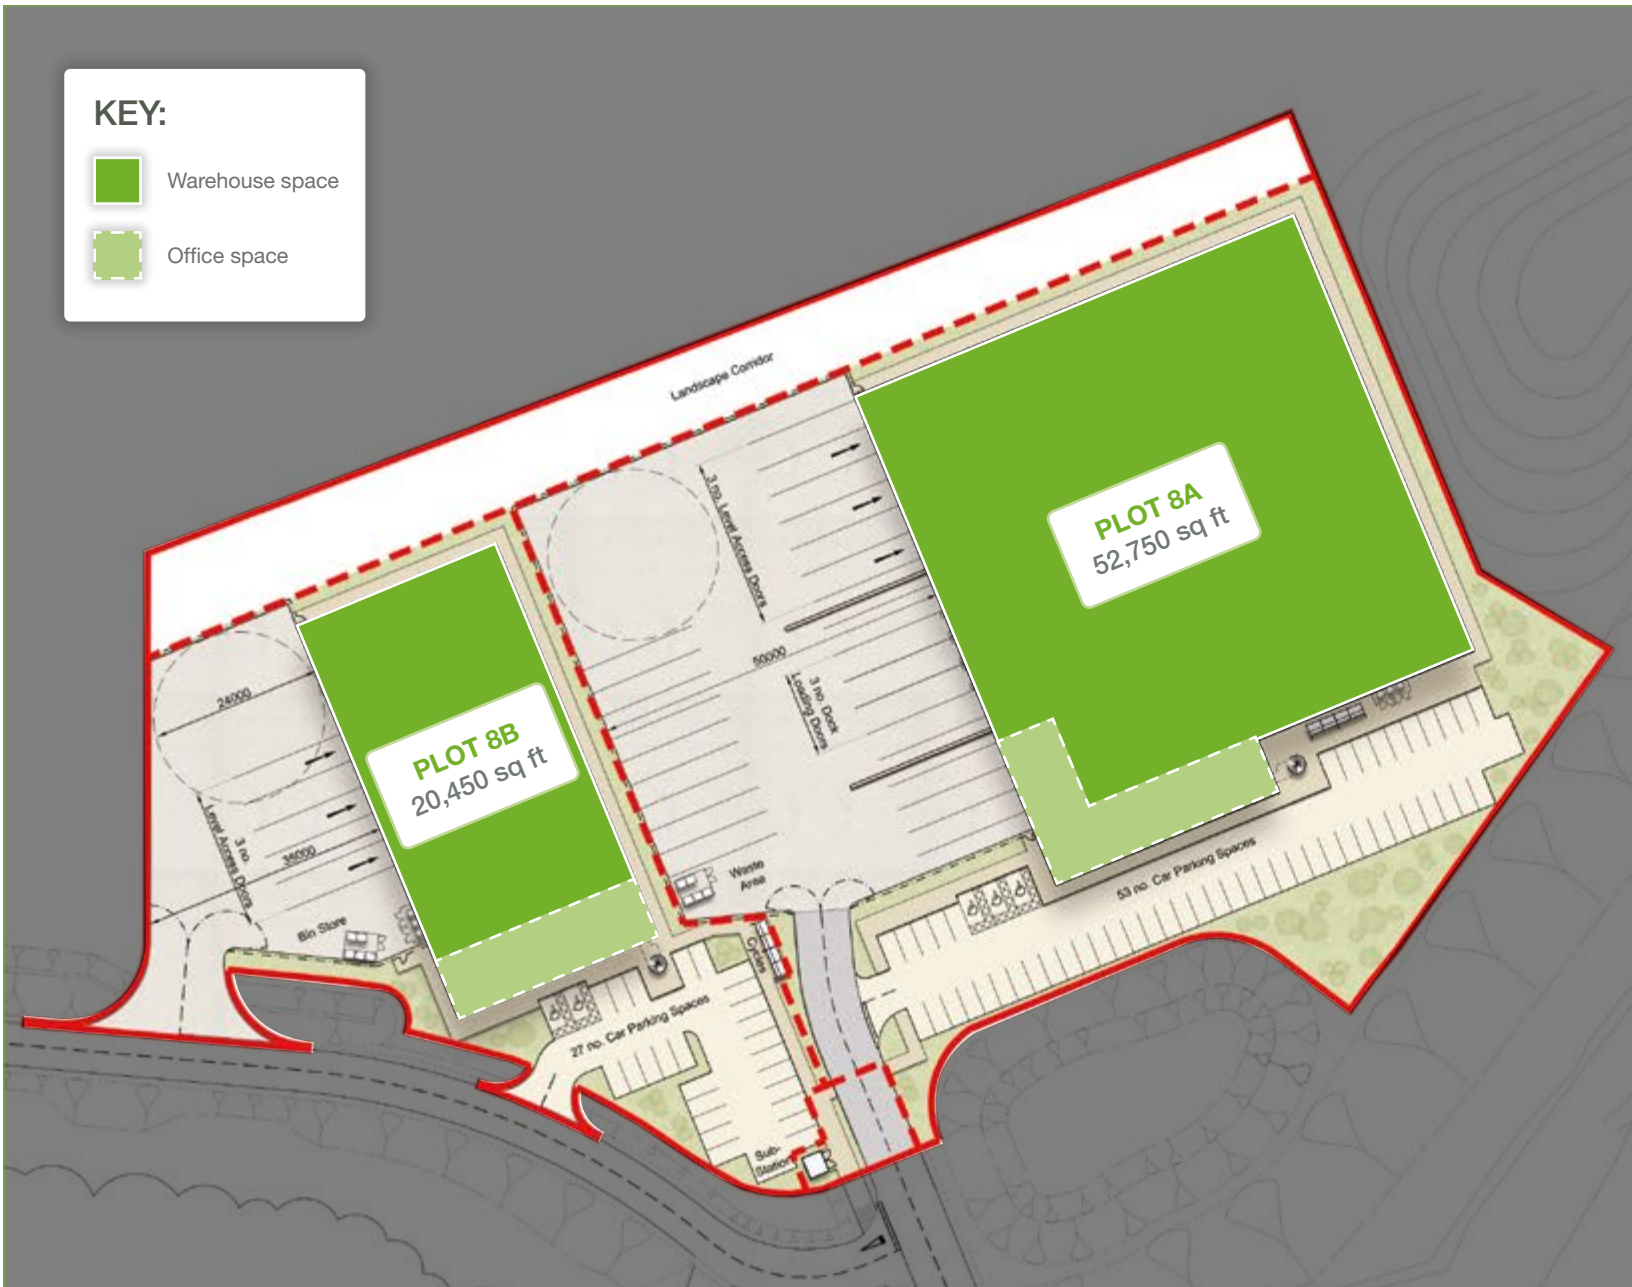 KEY:
Warehouse space
Office space
Landscape Corridor
3 no. Level Access Doors
PLOT 8A
52,750 sq ft
50000
3 no. Dock
Loading Doors
24000
PLOT 8B
20,450 sq ft
3 no.
Level Access Doors
35000
Bin Store
Waste
Area
Cycles
53 no. Car Parking Spaces
27 no. Car Parking Spaces
Sub-
Station